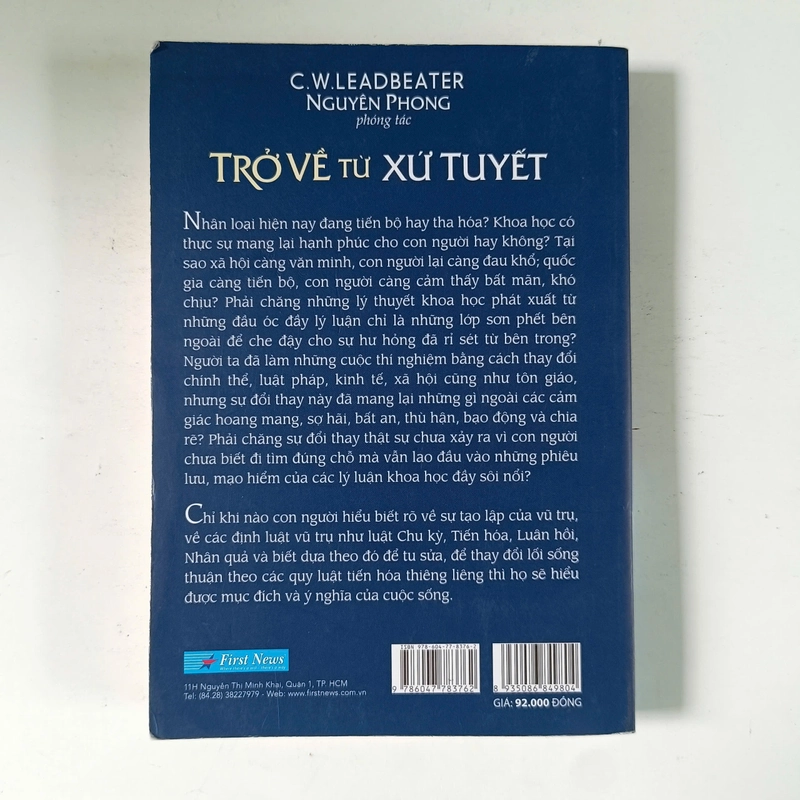 C.W.LEADBEATER
NGUYÊN PHONG
phóng tác
TRỞ VỀ TỪ XỨ TUYẾT
Nhân loại hiện nay đang tiến bộ hay tha hóa? Khoa học có
thực sự mang lại hạnh phúc cho con người hay không? Tại
sao xã hội càng văn minh, con người lại càng đau khổ; quốc
gia càng tiến bộ, con người càng cảm thấy bất mãn, khó
chịu? Phải chăng những lý thuyết khoa học phát xuất từ
những đầu óc đầy lý luận chỉ là những lớp sơn phết bên
ngoài để che đậy cho sự hư hỏng đã rỉ sét từ bên trong?
Người ta đã làm những cuộc thí nghiệm bằng cách thay đổi
chính thể, luật pháp, kinh tế, xã hội cũng như tôn giáo,
nhưng sự đổi thay này đã mang lại những gì ngoài các cảm
giác hoang mang, sợ hãi, bất an, thù hận, bạo động và chia
rẽ? Phải chăng sự đổi thay thật sự chưa xảy ra vì con người
chưa biết đi tìm đúng chỗ mà vẫn lao đầu vào những phiêu
lưu, mạo hiểm của các lý luận khoa học đầy sôi nổi?
Chỉ khi nào con người hiểu biết rõ về sự tạo lập của vũ trụ,
về các định luật vũ trụ như luật Chu kỳ, Tiến hóa, Luân hồi,
Nhân quả và biết dựa theo đó để tu sửa, để thay đổi lối sống
thuận theo các quy luật tiến hóa thiêng liêng thì họ sẽ hiểu
được mục đích và ý nghĩa của cuộc sống.
First News
11H Nguyễn Thị Minh Khai, Quận 1, TP. HCM
Tel: (84.28) 38227979 - Web: www.firstnews.com.vn
ISBN 978-604-77-8376-2
9 786047 783762
8 935086 849804
GIÁ: 92.000 ĐỒNG